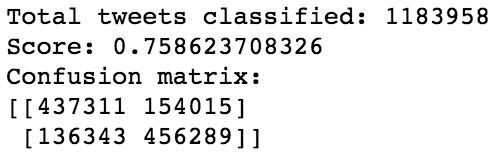 Total tweets classified: 1183958
Score: 0.758623708326
Confusion matrix:
[[437311 154015]
 [136343 456289]]